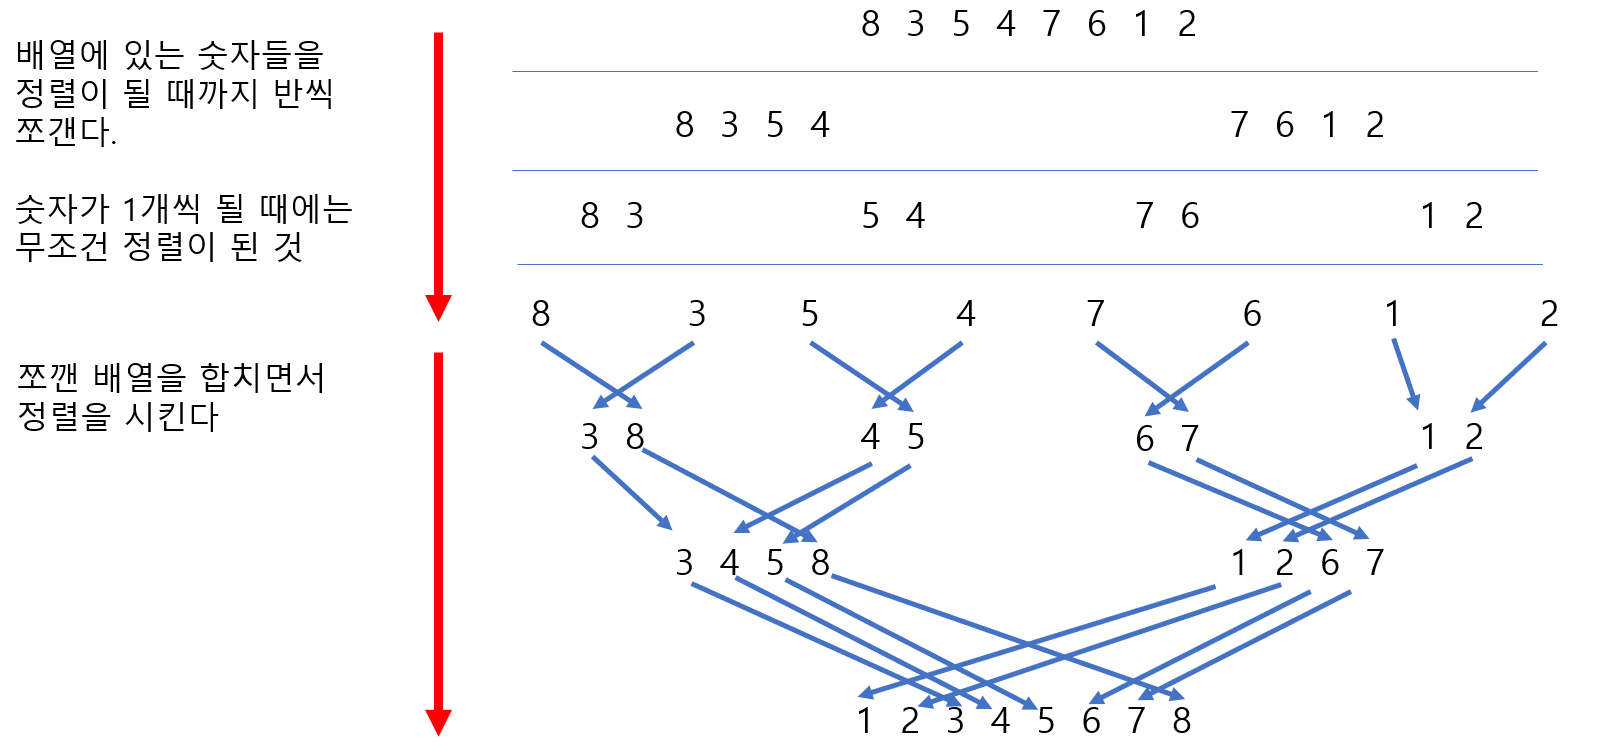 8 3 5 4 7 6 1 2
배열에 있는 숫자들을
정렬이 될 때까지 반씩
쪼갠다.
8 3 5 4 7 6 1 2
숫자가 1개씩 될 때에는
무조건 정렬이 된 것
8 3 5 4 7 6 1 2
8 3 5 4 7 6 1 2
쪼깬 배열을 합치면서
정렬을 시킨다
3 8 4 5 6 7 1 2
3 4 5 8 1 2 6 7
1 2 3 4 5 6 7 8